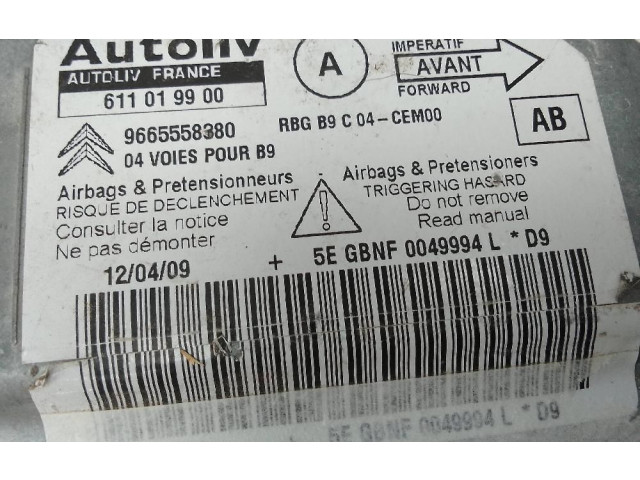 Autoliv
AUTOLIV FRANCE
611 01 99 00
A
IMPERATIF
AVANT
FORWARD
9665558380
04 VOIES POUR B9
RBG B9 C 04-CEM00
AB
Airbags & Pretensionneurs
RISQUE DE DECLENCHEMENT
Consulter la notice
Ne pas démonter
!
Airbags & Pretensioners
TRIGGERING HASARD
Do not remove
Read manual
12/04/09
+ 5E GBNF 0049994 L * D9
5E GBNF 0049994 L * D9